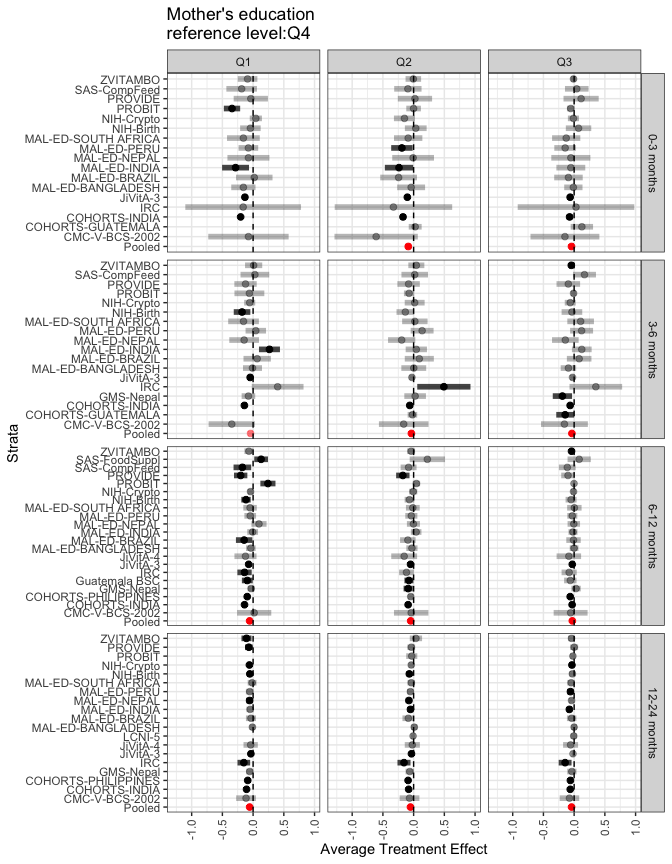 Mother's education
reference level:Q4
Q1 Q2 Q3
Strata
0-3 months
ZVITAMBO
SAS-CompFeed
PROVIDE
PROBIT
NIH-Crypto
NIH-Birth
MAL-ED-SOUTH AFRICA
MAL-ED-PERU
MAL-ED-NEPAL
MAL-ED-INDIA
MAL-ED-BRAZIL
MAL-ED-BANGLADESH
JiVitA-3
IRC
COHORTS-INDIA
COHORTS-GUATEMALA
CMC-V-BCS-2002
Pooled
3-6 months
ZVITAMBO
SAS-CompFeed
PROVIDE
PROBIT
NIH-Crypto
NIH-Birth
MAL-ED-SOUTH AFRICA
MAL-ED-PERU
MAL-ED-NEPAL
MAL-ED-INDIA
MAL-ED-BRAZIL
MAL-ED-BANGLADESH
JiVitA-3
IRC
GMS-Nepal
COHORTS-INDIA
COHORTS-GUATEMALA
CMC-V-BCS-2002
Pooled
6-12 months
ZVITAMBO
SAS-FoodSuppl
SAS-CompFeed
PROVIDE
PROBIT
NIH-Crypto
NIH-Birth
MAL-ED-SOUTH AFRICA
MAL-ED-PERU
MAL-ED-NEPAL
MAL-ED-INDIA
MAL-ED-BRAZIL
MAL-ED-BANGLADESH
JiVitA-4
JiVitA-3
IRC
Guatemala BSC
GMS-Nepal
COHORTS-PHILIPPINES
COHORTS-INDIA
CMC-V-BCS-2002
Pooled
12-24 months
ZVITAMBO
PROVIDE
PROBIT
NIH-Crypto
NIH-Birth
MAL-ED-SOUTH AFRICA
MAL-ED-PERU
MAL-ED-NEPAL
MAL-ED-INDIA
MAL-ED-BRAZIL
MAL-ED-BANGLADESH
LCNI-5
JiVitA-4
JiVitA-3
IRC
GMS-Nepal
COHORTS-PHILIPPINES
COHORTS-INDIA
CMC-V-BCS-2002
Pooled
-1.0 -0.5 0.0 0.5 1.0 -1.0 -0.5 0.0 0.5 1.0 -1.0 -0.5 0.0 0.5 1.0
Average Treatment Effect